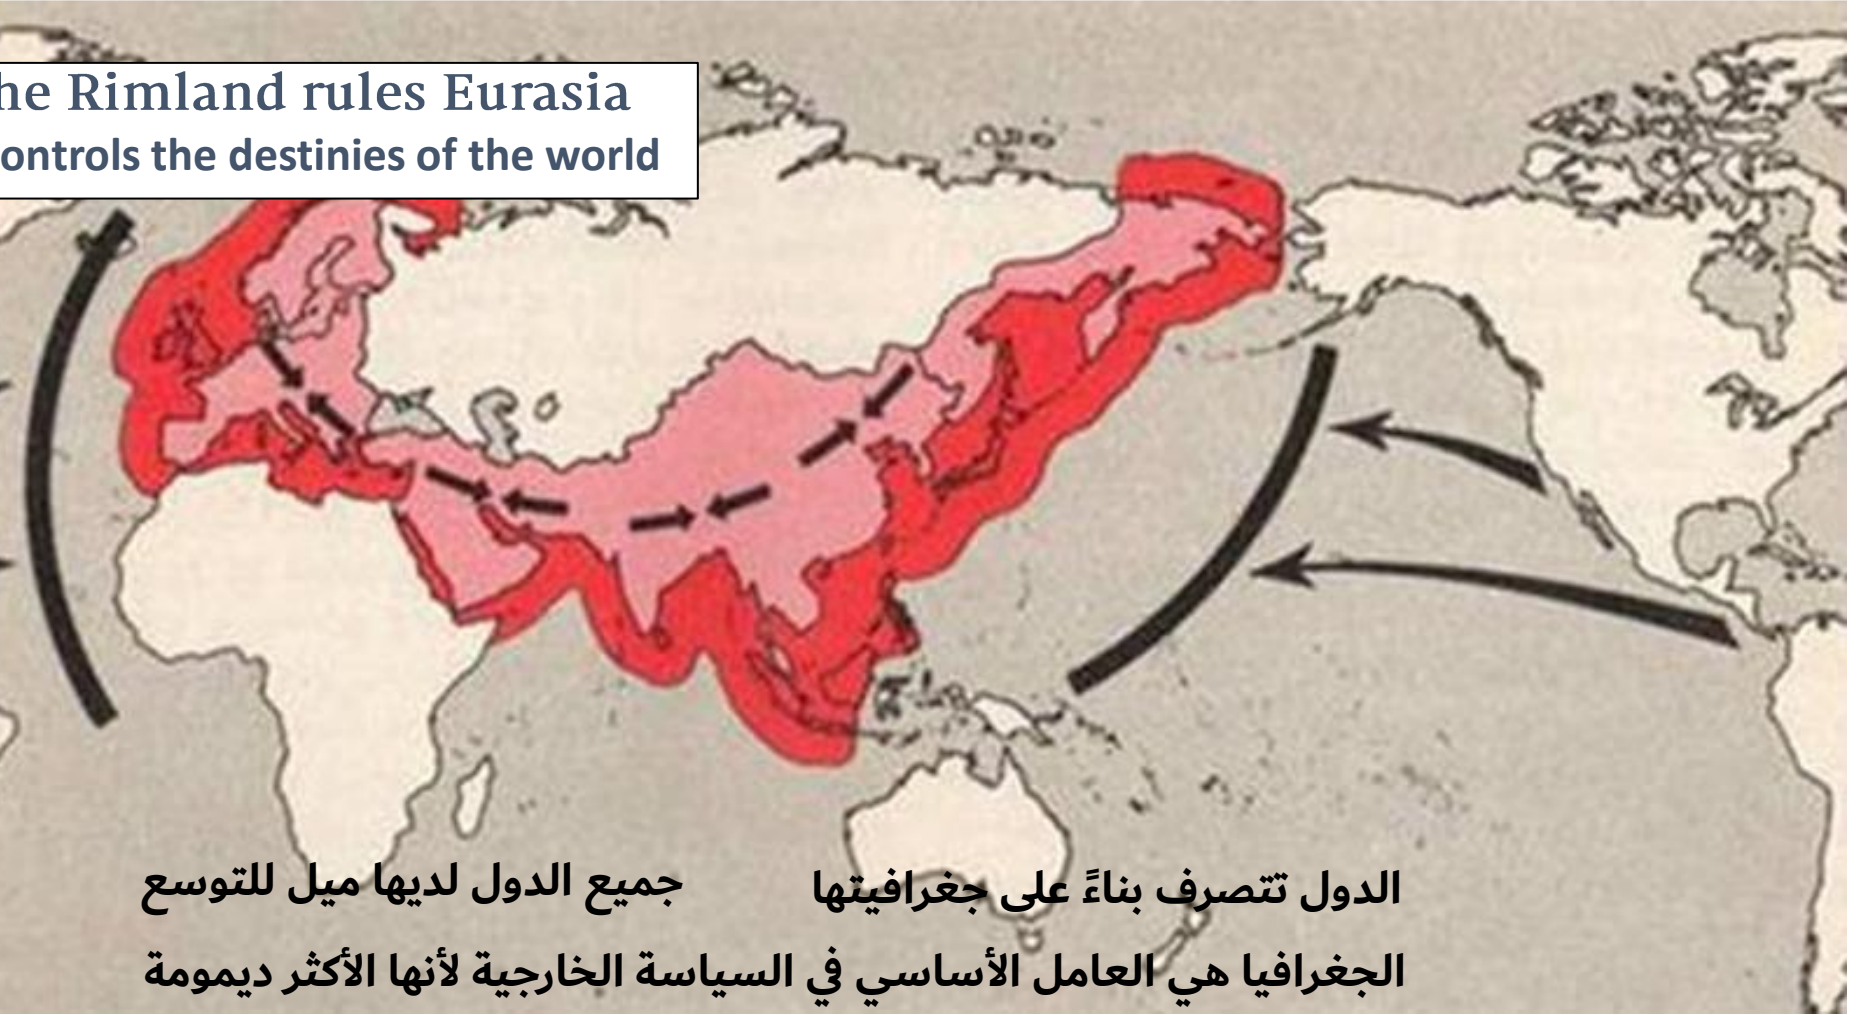 he Rimland rules Eurasia
ontrols the destinies of the world
الدول تتصرف بناءً على جغرافيتها
جميع الدول لديها ميل للتوسع
الجغرافيا هي العامل الأساسي في السياسة الخارجية لأنها الأكثر ديمومة